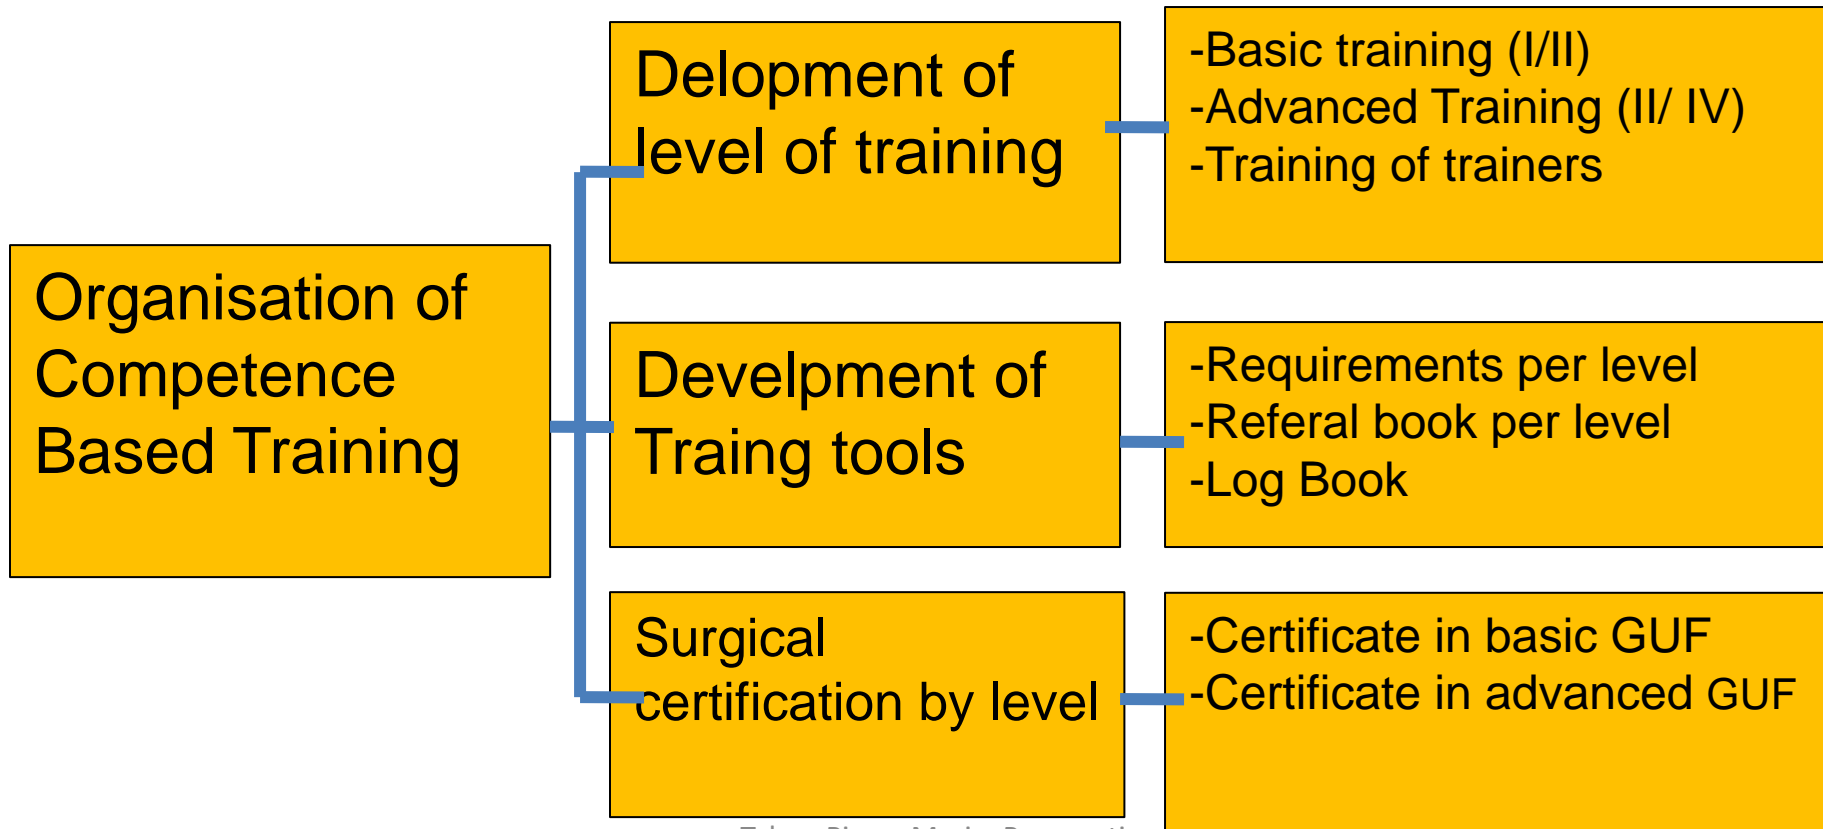 Organisation of
Competence
Based Training
Delopment of
level of training
-Basic training (I/II)
-Advanced Training (II/ IV)
-Training of trainers
Develpment of
Traing tools
-Requirements per level
-Referal book per level
-Log Book
Surgical
certification by level
-Certificate in basic GUF
-Certificate in advanced GUF